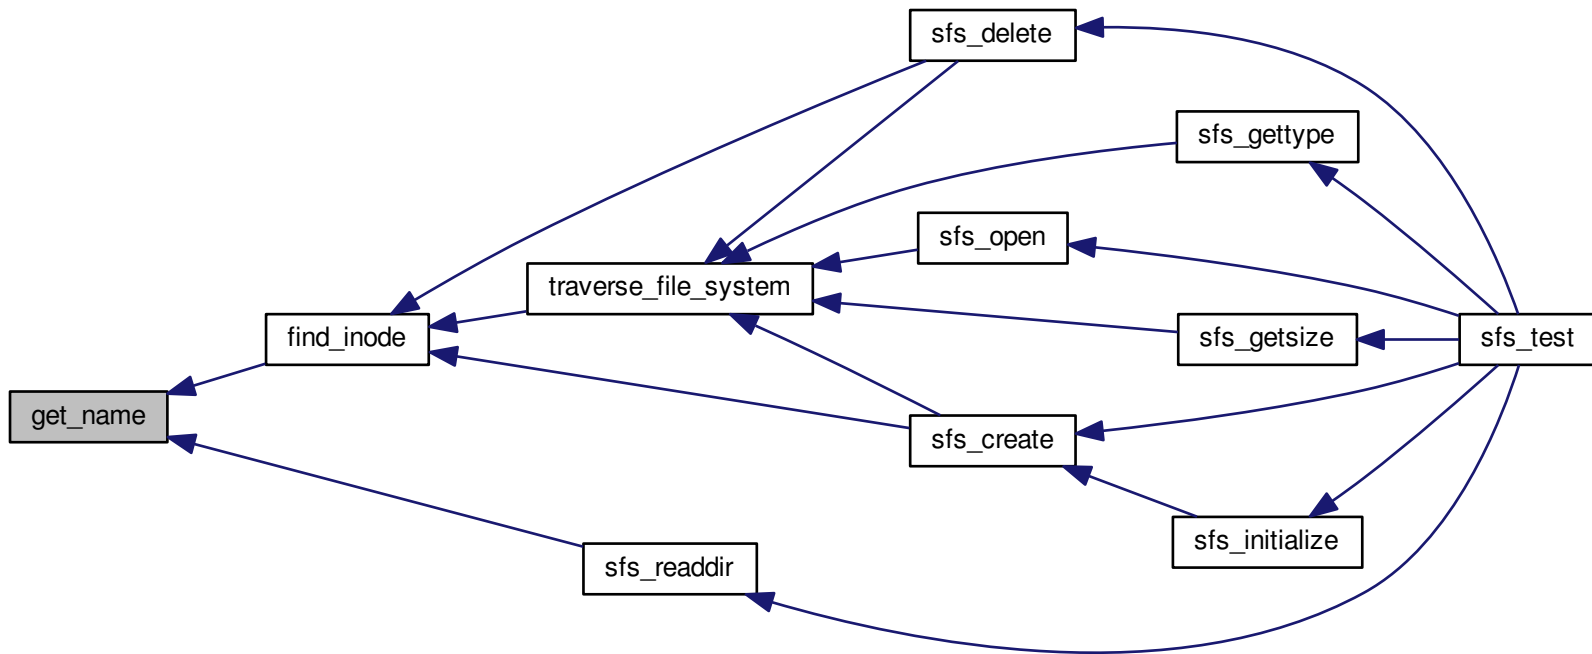 sfs_delete
sfs_gettype
sfs_open
traverse_file_system
find_inode
sfs_getsize
sfs_test
get_name
sfs_create
sfs_initialize
sfs_readdir